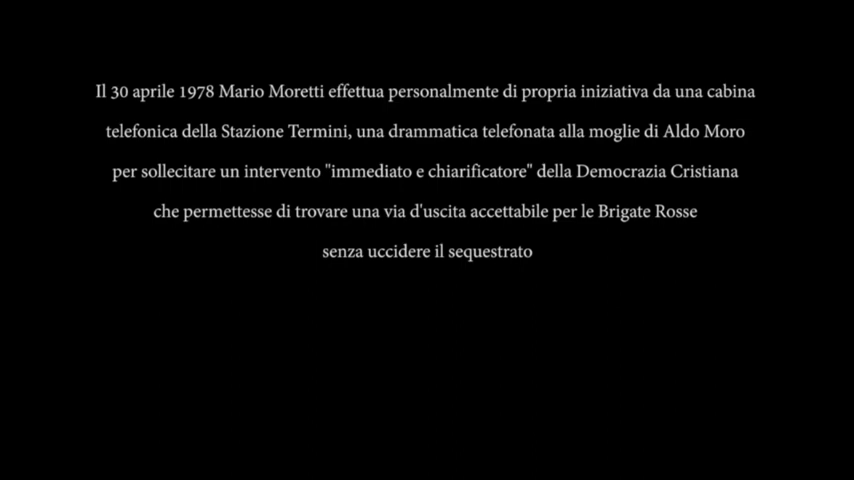 Il 30 aprile 1978 Mario Moretti effettua personalmente di propria iniziativa da una cabina
telefonica della Stazione Termini, una drammatica telefonata alla moglie di Aldo Moro
per sollecitare un intervento "immediato e chiarificatore" della Democrazia Cristiana
che permettesse di trovare una via d'uscita accettabile per le Brigate Rosse
senza uccidere il sequestrato